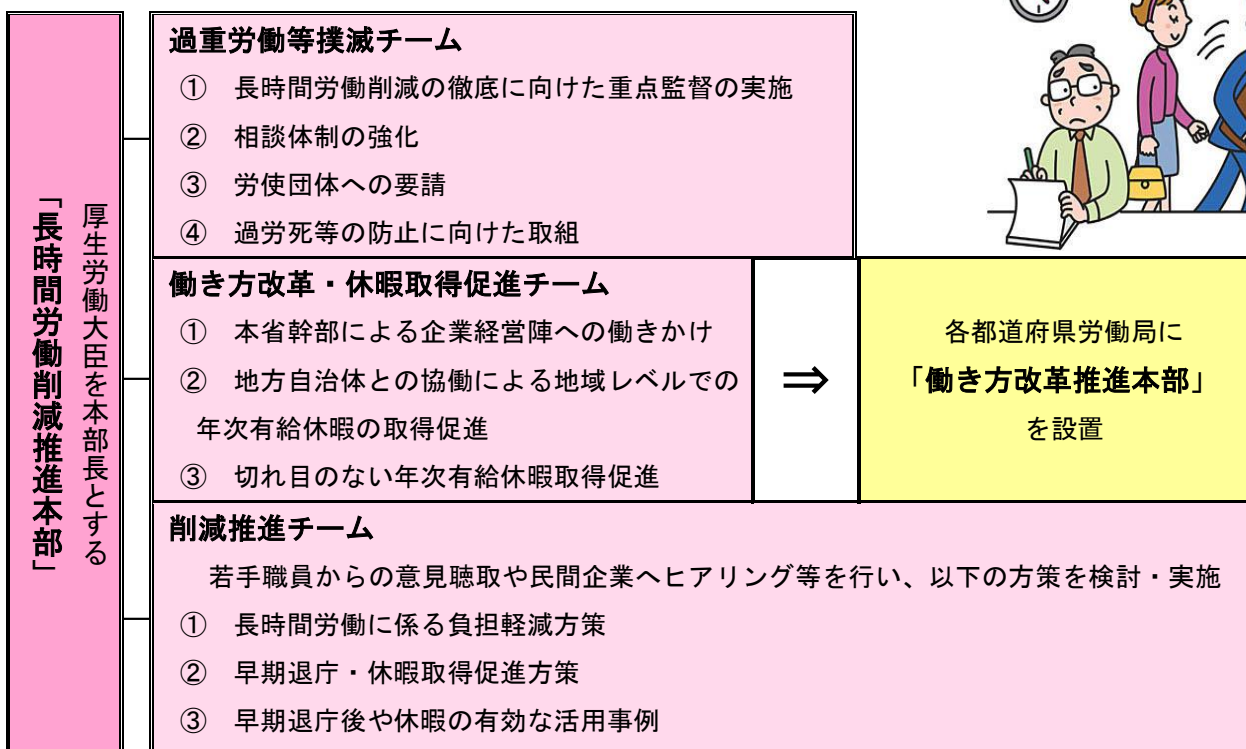 厚生労働大臣を本部長とする
「長時間労働削減推進本部」
過重労働等撲滅チーム
① 長時間労働削減の徹底に向けた重点監督の実施
② 相談体制の強化
③ 労使団体への要請
④ 過労死等の防止に向けた取組
働き方改革・休暇取得促進チーム
① 本省幹部による企業経営陣への働きかけ
② 地方自治体との協働による地域レベルでの
年次有給休暇の取得促進
③ 切れ目のない年次有給休暇取得促進
⇒
各都道府県労働局に
「働き方改革推進本部」
を設置
削減推進チーム
若手職員からの意見聴取や民間企業へヒアリング等を行い、以下の方策を検討・実施
① 長時間労働に係る負担軽減方策
② 早期退庁・休暇取得促進方策
③ 早期退庁後や休暇の有効な活用事例